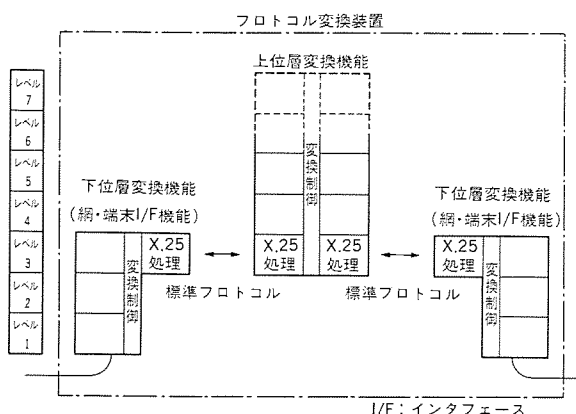 フロトコル変換装置
上位層変換機能
レベル
7
レベル
6
レベル
5
レベル
4
レベル
3
レベル
2
レベル
1
変換制御
下位層変換機能
(網・端末I/F機能)
下位層変換機能
(網・端末I/F機能)
X.25
処理
変換制御
X.25
処理
X.25
処理
X.25
処理
変換制御
標準フロトコル
標準フロトコル
I/F：インタフェース